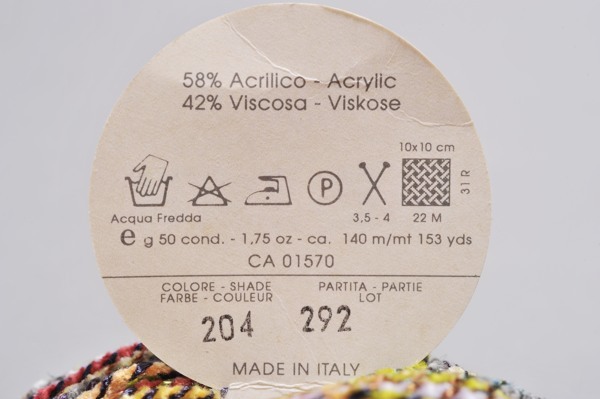 58% Acrilico - Acrylic
42% Viscosa - Viskose
10x10 cm
P
31 R
Acqua Fredda
3,5 - 4
22 M
e g 50 cond. - 1,75 oz - ca. 140 m/mt 153 yds
CA 01570
COLORE - SHADE
FARBE - COULEUR
204
PARTITA - PARTIE
LOT
292
MADE IN ITALY